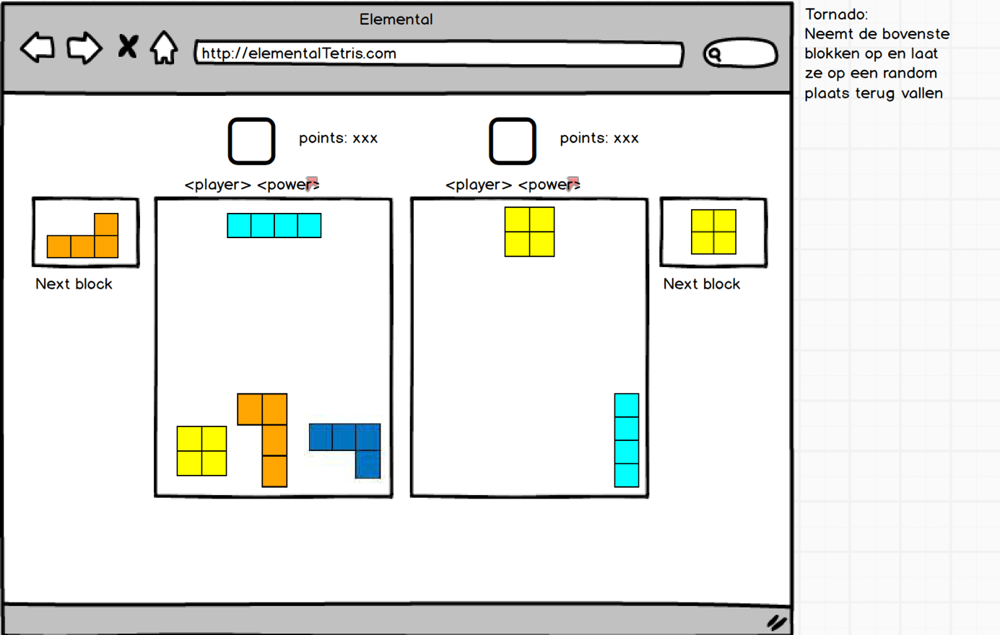 Elemental
http://elementalTetris.com
Tornado:
Neemt de bovenste
blokken op en laat
ze op een random
plaats terug vallen
points: xxx
points: xxx
<player> <power>
<player> <power>
Next block
Next block